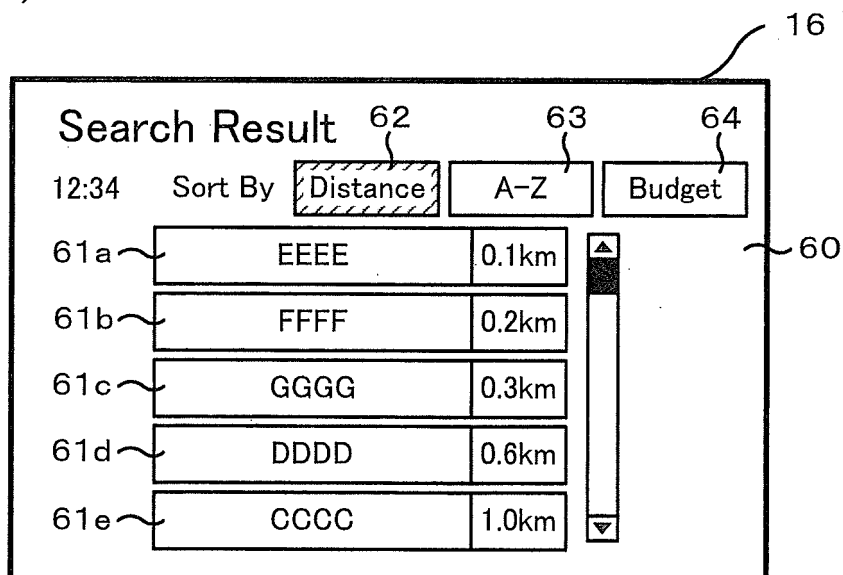 16
Search Result 62 63 64
12:34 Sort By Distance A-Z Budget
60
61a EEEE 0.1km
61b FFFF 0.2km
61c GGGG 0.3km
61d DDDD 0.6km
61e CCCC 1.0km